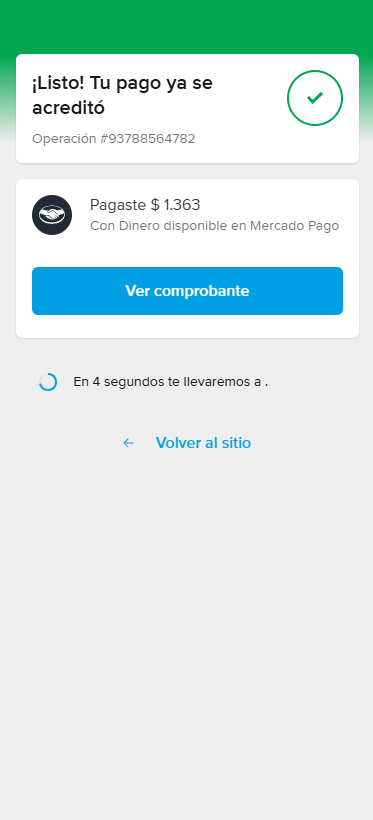 ¡Listo! Tu pago ya se
acreditó
Operación #93788564782
Pagaste $ 1.363
Con Dinero disponible en Mercado Pago
Ver comprobante
En 4 segundos te llevaremos a .
Volver al sitio